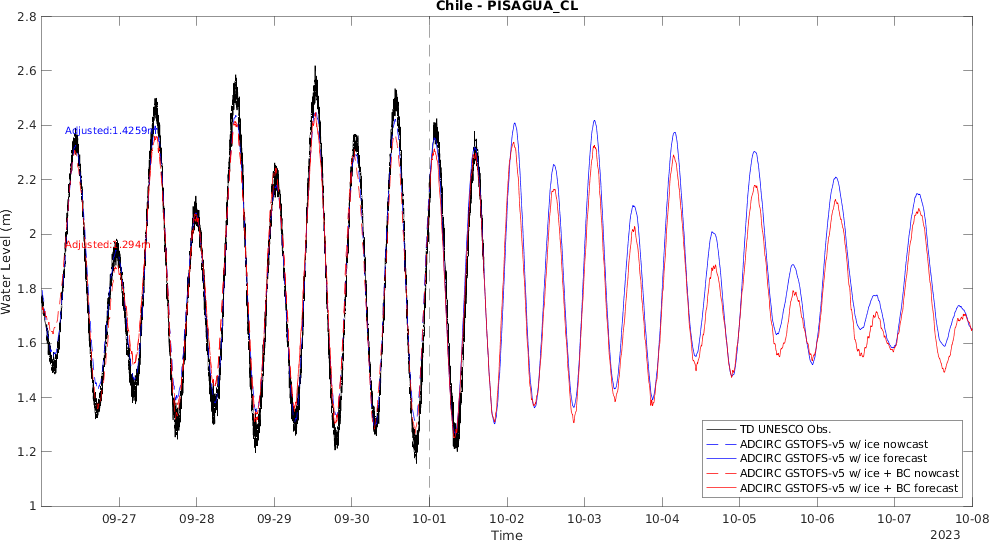 Chile - PISAGUA_CL
2.8
2.6
2.4
2.2
2
1.8
1.6
1.4
1.2
1
Water Level (m)
Adjusted:1.4259m
TD UNESCO Obs.
ADCIRC GSTOFS-v5 w/ ice nowcast
ADCIRC GSTOFS-v5 w/ ice forecast
ADCIRC GSTOFS-v5 w/ ice + BC nowcast
ADCIRC GSTOFS-v5 w/ ice + BC forecast
09-27
09-28
09-29
09-30
10-01
10-02
10-03
10-04
10-05
10-06
10-07
10-08
Time
2023